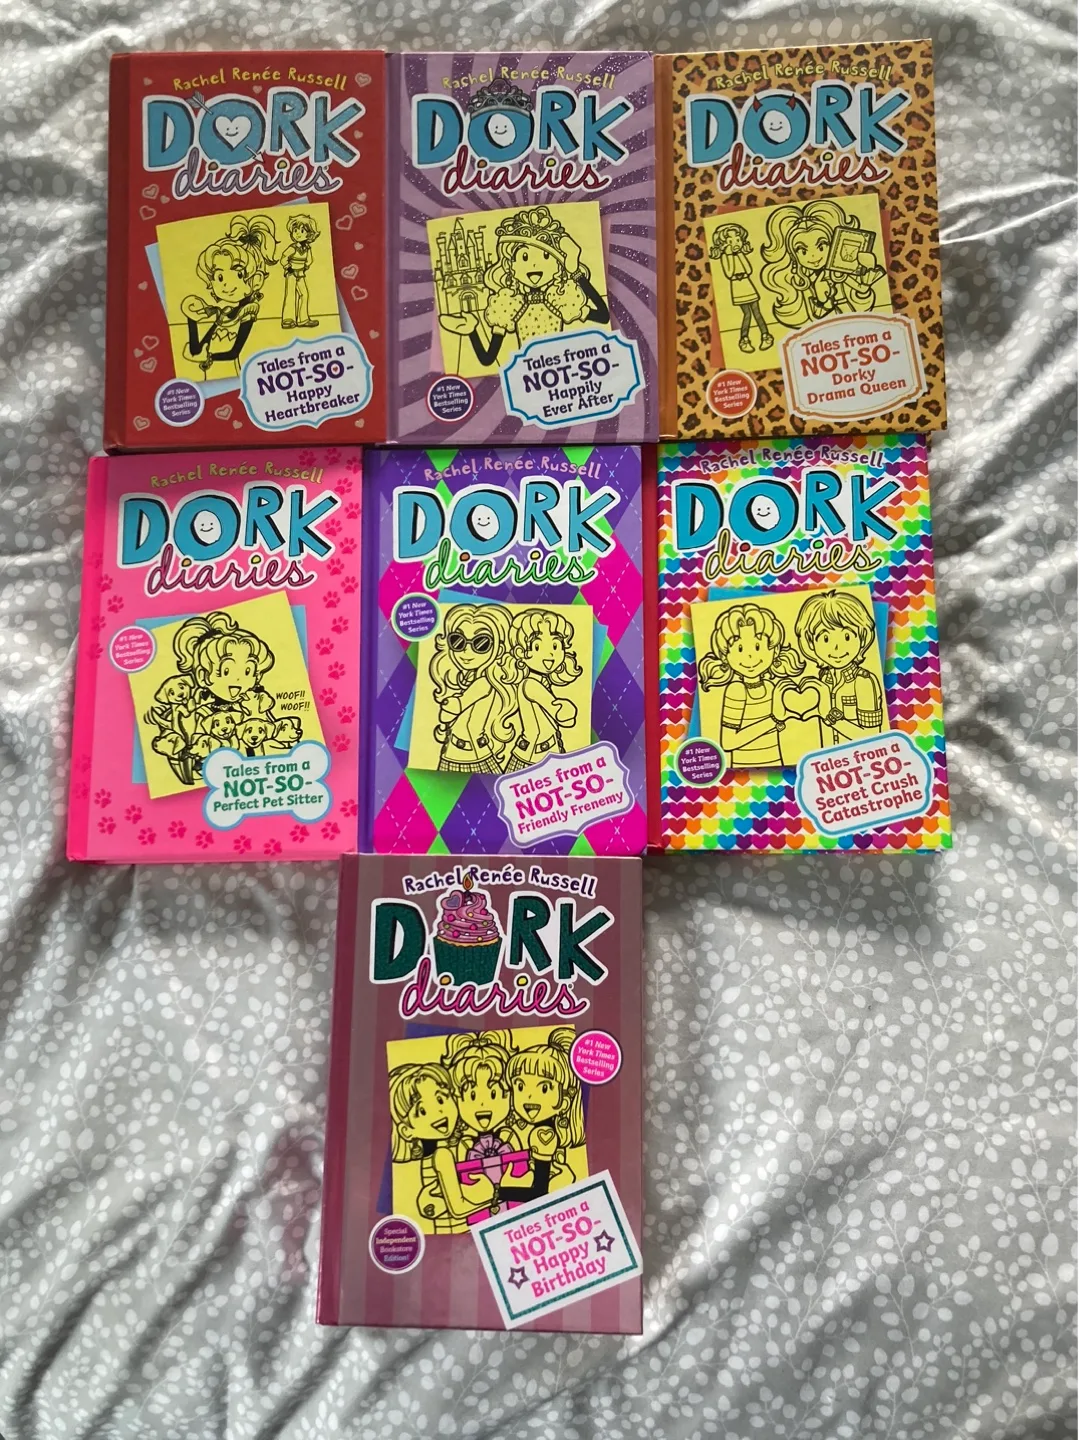 Rachel Renée Russell
DORK
diaries
#1 New
York Times
Bestselling
Series
Tales from a
NOT-SO-
Happy
Heartbreaker
Rachel Renée Russell
DORK
diaries
#1 New
York Times
Bestselling
Series
Tales from a
NOT-SO-
Happily
Ever After
Rachel Renée Russell
DORK
diaries
#1 New
York Times
Bestselling
Series
Tales from a
NOT-SO-
Dorky
Drama Queen
Rachel Renée Russell
DORK
diaries
#1 New
York Times
Bestselling
Series
WOOF!!
WOOF!!
Tales from a
NOT-SO-
Perfect Pet Sitter
Rachel Renée Russell
DORK
diaries
#1 New
York Times
Bestselling
Series
Tales from a
NOT-SO-
Friendly Frenemy
Rachel Renée Russell
DORK
diaries
#1 New
York Times
Bestselling
Series
Tales from a
NOT-SO-
Secret Crush
Catastrophe
Rachel Renée Russell
DORK
diaries
#1 New
York Times
Bestselling
Series
Special
Independent
Bookstore
Edition!
Tales from a
NOT-SO-
Happy
Birthday